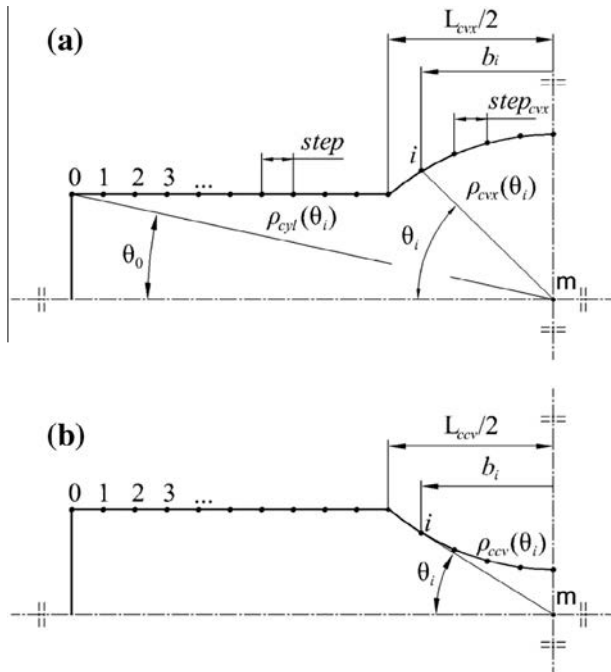 (a)
L_cvx/2
b_i
step_cvx
step
i
0 1 2 3 ...
ρ_cyl(θ_i)
ρ_cvx(θ_i)
θ_0
θ_i
m
(b)
L_ccv/2
b_i
0 1 2 3 ...
i
ρ_ccv(θ_i)
θ_i
m